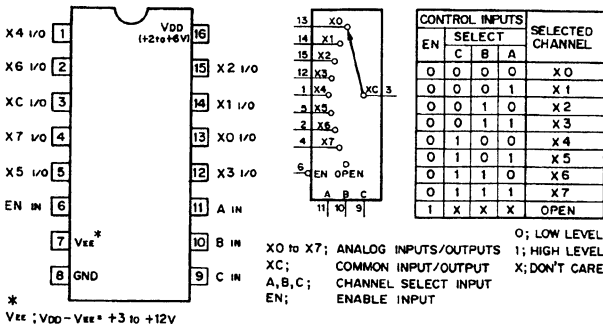 X4 I/O 1
X6 I/O 2
XC I/O 3
X7 I/O 4
X5 I/O 5
EN IN 6
7 VEE*
8 GND
VDD 16
(+2to+6V)
15 X2 I/O
14 X1 I/O
13 X0 I/O
12 X3 I/O
11 A IN
10 B IN
9 C IN
*
VEE ; VDD-VEE= +3 to +12V
13 X0
14 X1
15 X2
12 X3
1 X4
5 X5
2 X6
4 X7
XC 3
6 EN OPEN
A B C
11 10 9
X0 to X7; ANALOG INPUTS/OUTPUTS
XC; COMMON INPUT/OUTPUT
A,B,C; CHANNEL SELECT INPUT
EN; ENABLE INPUT
CONTROL INPUTS SELECTED CHANNEL
EN SELECT
C B A
0 0 0 0 X0
0 0 0 1 X1
0 0 1 0 X2
0 0 1 1 X3
0 1 0 0 X4
0 1 0 1 X5
0 1 1 0 X6
0 1 1 1 X7
1 X X X OPEN
0; LOW LEVEL
1; HIGH LEVEL
X; DON'T CARE